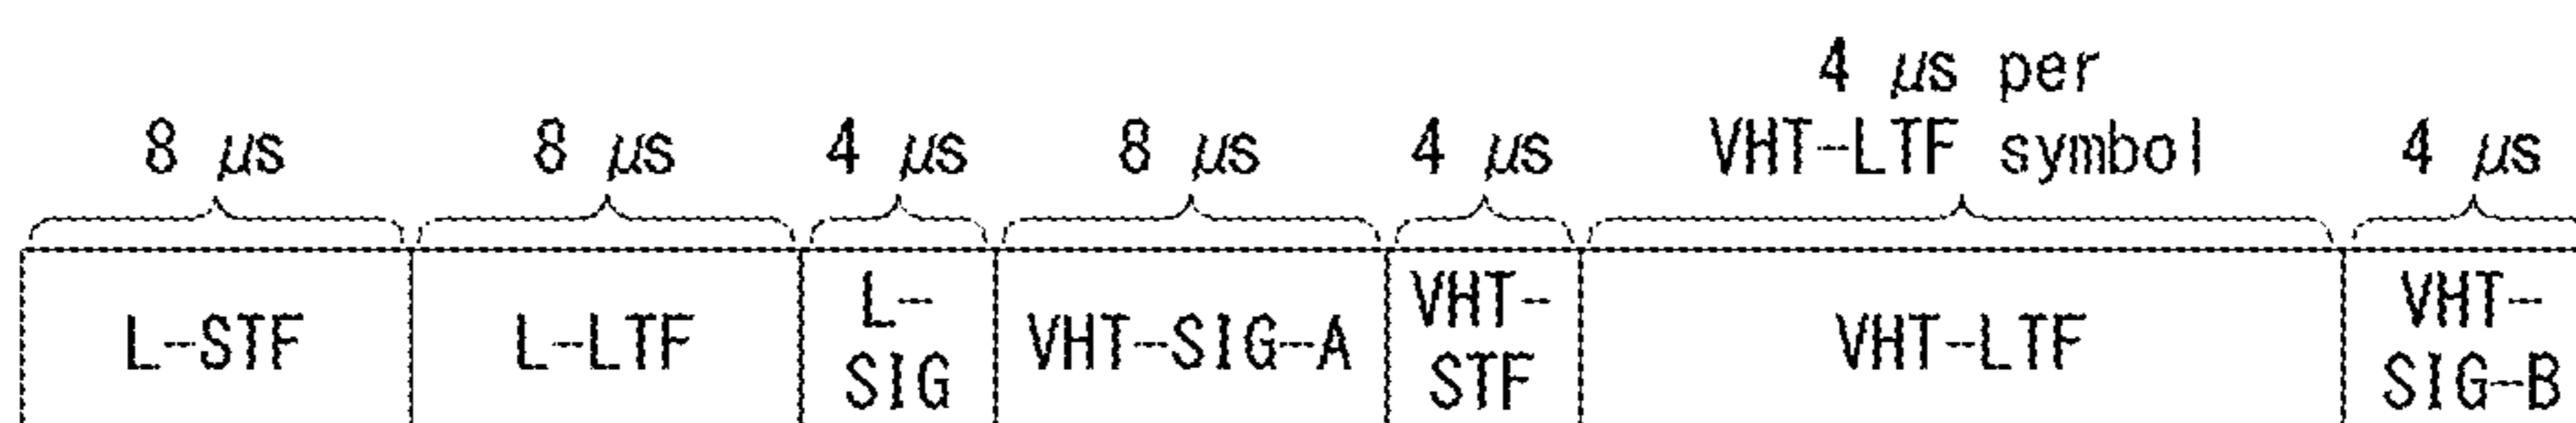 4 μs per
8 μs 8 μs 4 μs 8 μs 4 μs VHT-LTF symbol 4 μs
L-STF L-LTF L-
SIG VHT-SIG-A VHT-
STF VHT-LTF VHT-
SIG-B